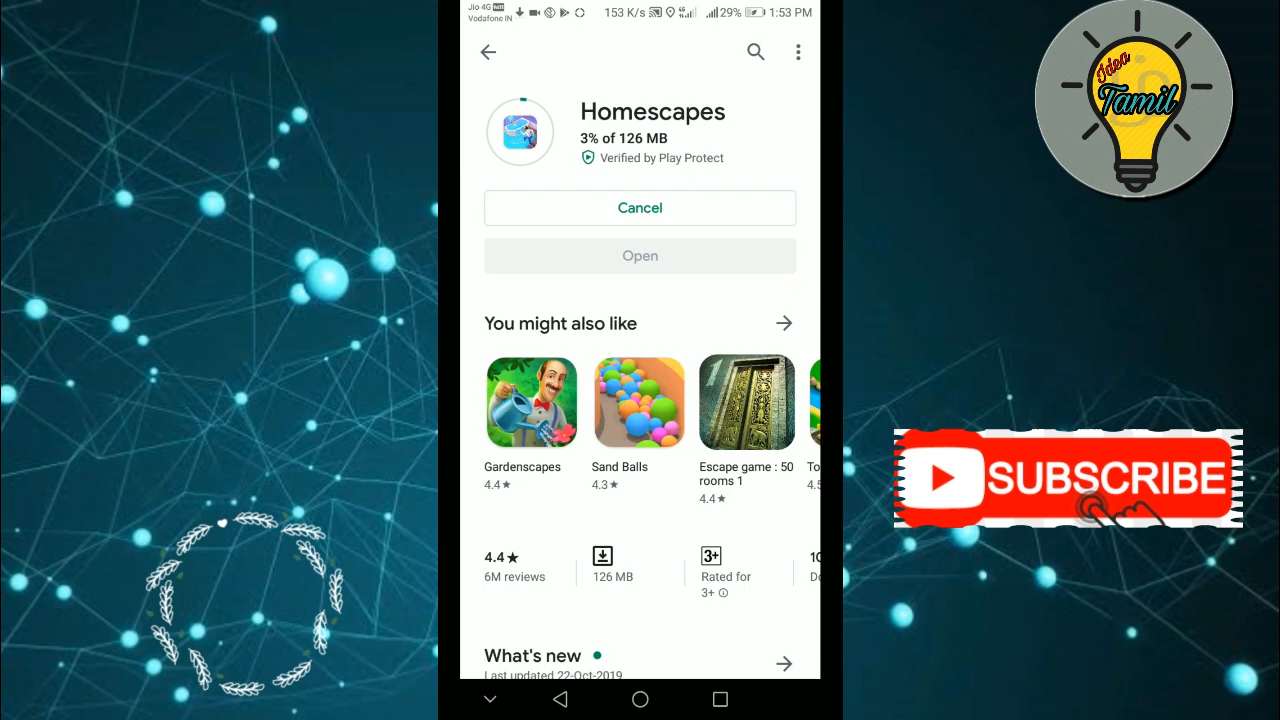 Jio 4G VoLTE
Vodafone IN
153 K/s
29%
1:53 PM
Homescapes
3% of 126 MB
Verified by Play Protect
Cancel
Open
You might also like
Gardenscapes
4.4★
Sand Balls
4.3★
Escape game : 50
rooms 1
4.4★
4.4★
6M reviews
126 MB
3+
Rated for
3+
What's new
Last updated 22-Oct-2019
Idea
Tamil
SUBSCRIBE